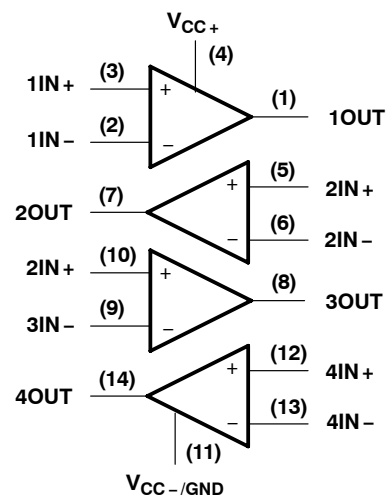 VCC+
(4)
1IN+ (3) + (1) 1OUT
1IN− (2) −
2OUT (7) + (5) 2IN+
− (6) 2IN−
2IN+ (10) + (8) 3OUT
3IN− (9) −
4OUT (14) + (12) 4IN+
− (13) 4IN−
(11)
VCC−/GND